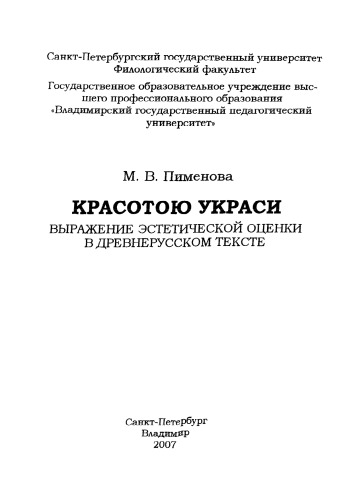 Санкт-Петербургский государственный университет
Филологический факультет
Государственное образовательное учреждение выс-
шего профессионального образования
«Владимирский государственный педагогический
университет»
М. В. Пименова
КРАСОТОЮ УКРАСИ
ВЫРАЖЕНИЕ ЭСТЕТИЧЕСКОЙ ОЦЕНКИ
В ДРЕВНЕРУССКОМ ТЕКСТЕ
Санкт-Петербург
Владимир
2007